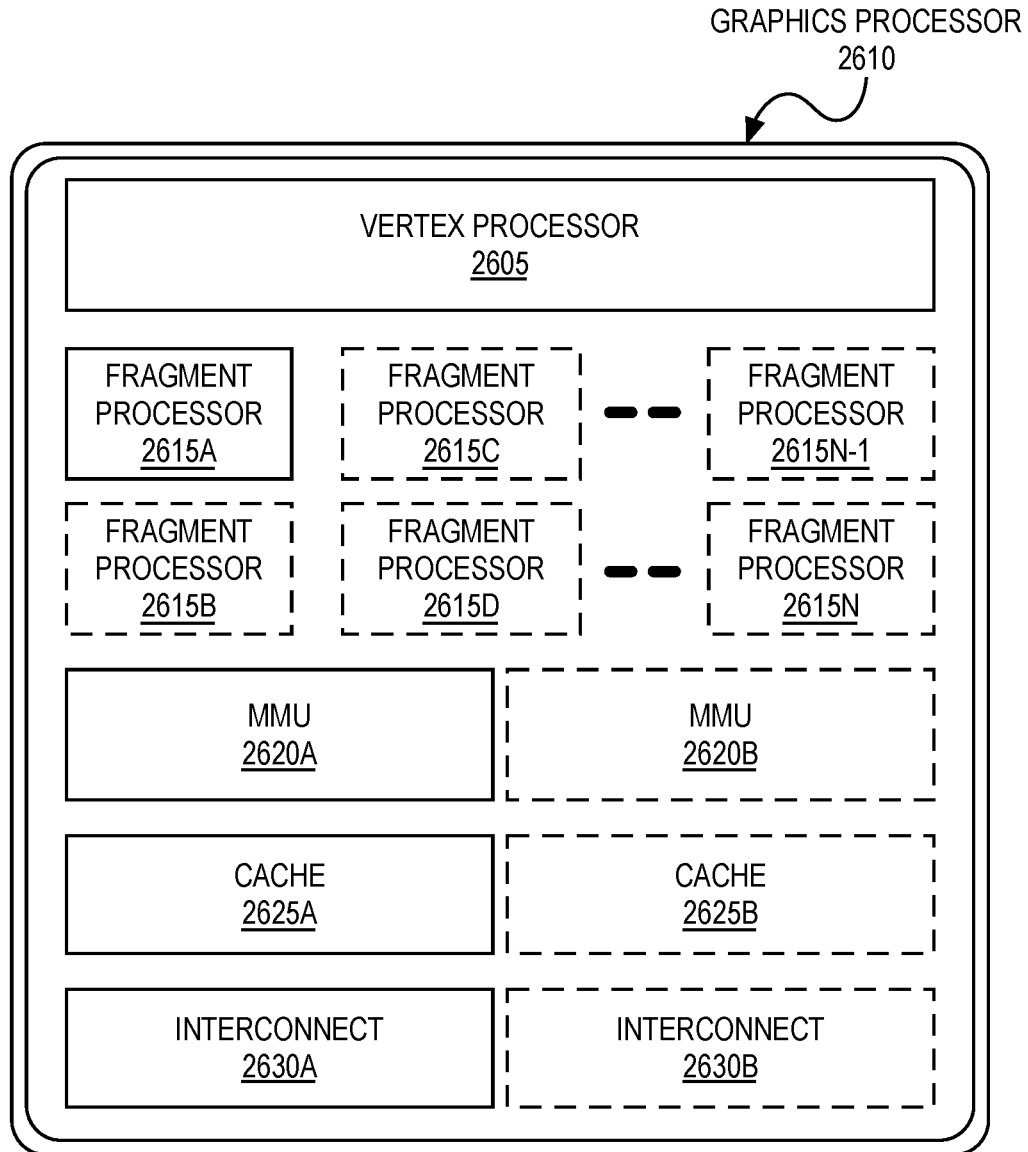 GRAPHICS PROCESSOR
2610
VERTEX PROCESSOR
2605
FRAGMENT
PROCESSOR
2615A
FRAGMENT
PROCESSOR
2615C
FRAGMENT
PROCESSOR
2615N-1
FRAGMENT
PROCESSOR
2615B
FRAGMENT
PROCESSOR
2615D
FRAGMENT
PROCESSOR
2615N
MMU
2620A
MMU
2620B
CACHE
2625A
CACHE
2625B
INTERCONNECT
2630A
INTERCONNECT
2630B